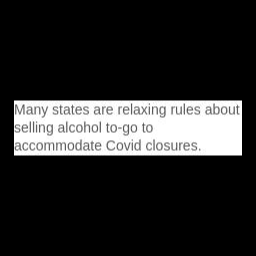 Many states are relaxing rules about
selling alcohol to-go to
accommodate Covid closures.